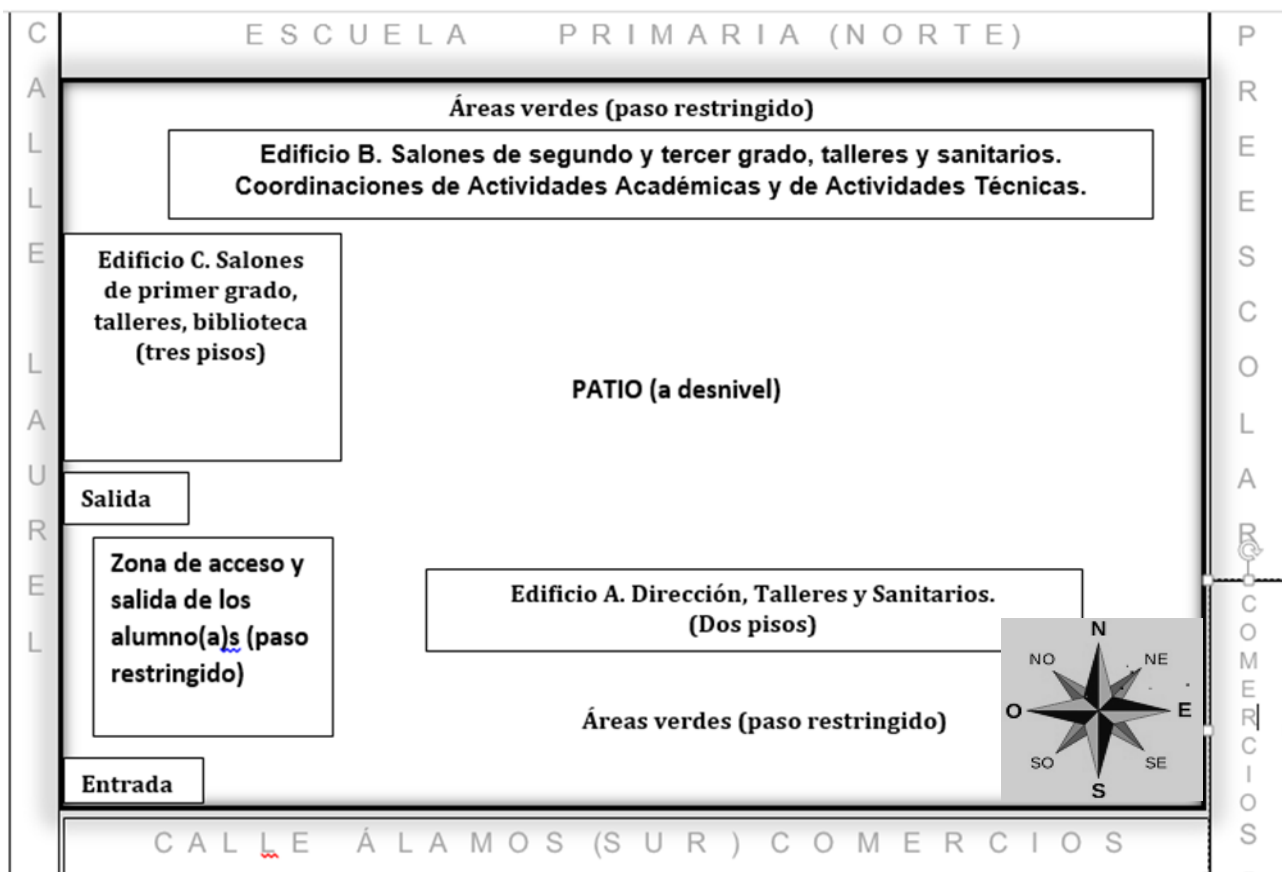 ESCUELA PRIMARIA (NORTE)
CALLE LAUREL
Áreas verdes (paso restringido)
Edificio B. Salones de segundo y tercer grado, talleres y sanitarios.
Coordinaciones de Actividades Académicas y de Actividades Técnicas.
Edificio C. Salones
de primer grado,
talleres, biblioteca
(tres pisos)
PATIO (a desnivel)
Salida
Zona de acceso y
salida de los
alumno(a)s (paso
restringido)
Edificio A. Dirección, Talleres y Sanitarios.
(Dos pisos)
Áreas verdes (paso restringido)
Entrada
N
NO NE
O E
SO SE
S
PREESCOLAR
COMERCIOS
CALLE ÁLAMOS (SUR) COMERCIOS